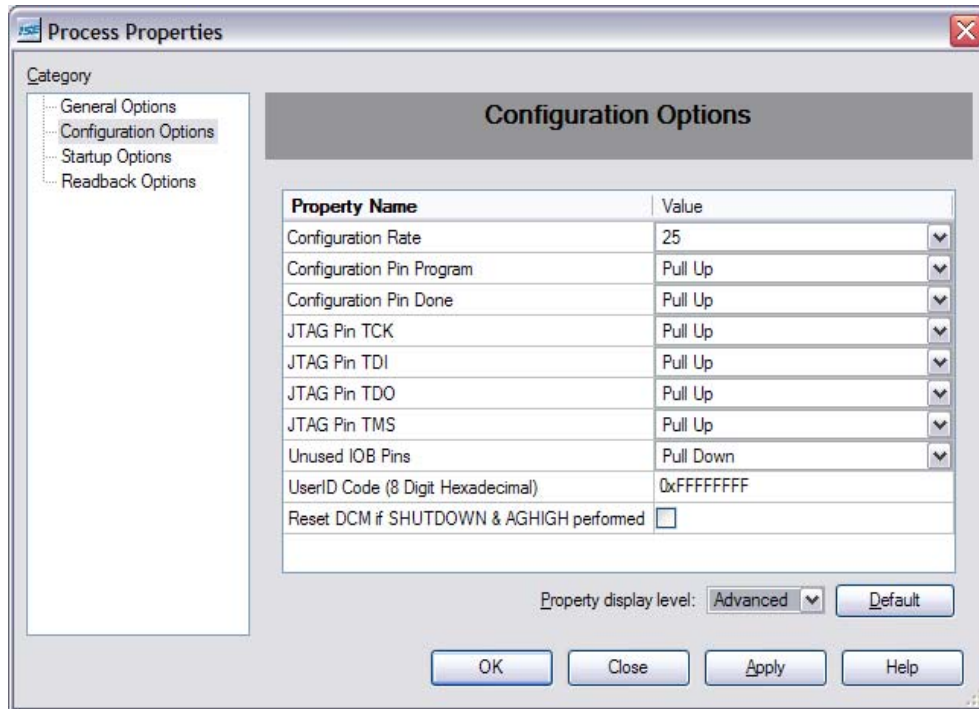 ISE Process Properties
Category
General Options
Configuration Options
Startup Options
Readback Options
Configuration Options
Property Name Value
Configuration Rate 25
Configuration Pin Program Pull Up
Configuration Pin Done Pull Up
JTAG Pin TCK Pull Up
JTAG Pin TDI Pull Up
JTAG Pin TDO Pull Up
JTAG Pin TMS Pull Up
Unused IOB Pins Pull Down
UserID Code (8 Digit Hexadecimal) 0xFFFFFFFF
Reset DCM if SHUTDOWN & AGHIGH performed
Property display level: Advanced Default
OK Close Apply Help